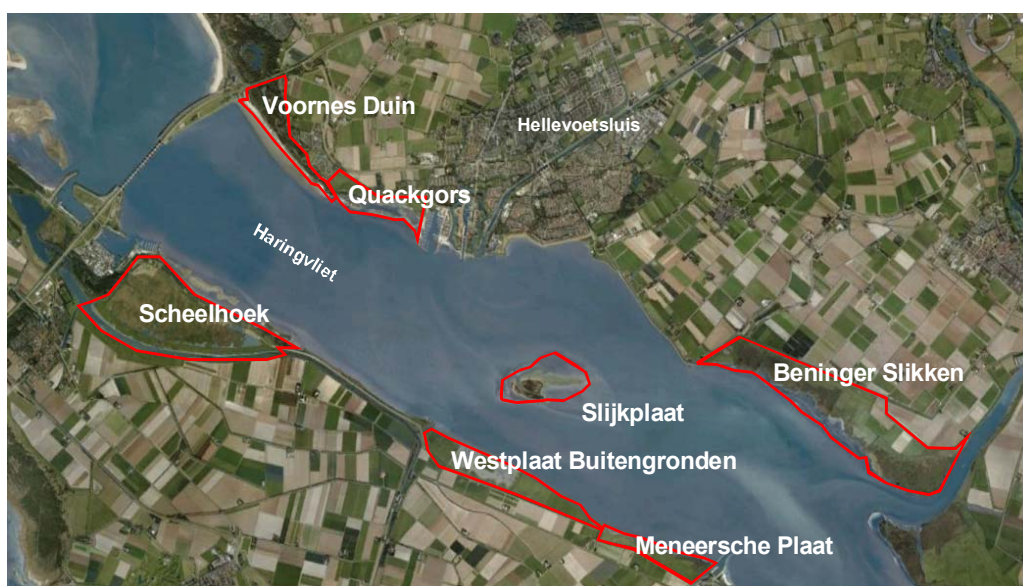 N
Voornes Duin
Hellevoetsluis
Quackgors
Haringvliet
Scheelhoek
Beninger Slikken
Slijkplaat
Westplaat Buitengronden
Meneersche Plaat